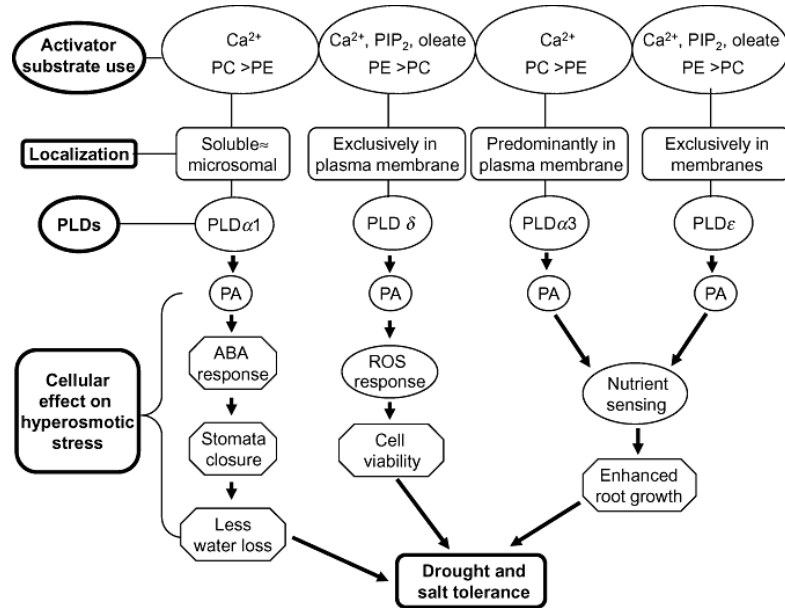 Activator
substrate use
Ca²⁺
PC >PE
Ca²⁺, PIP₂, oleate
PE >PC
Ca²⁺
PC >PE
Ca²⁺, PIP₂, oleate
PE >PC
Localization
Soluble≈
microsomal
Exclusively in
plasma membrane
Predominantly in
plasma membrane
Exclusively in
membranes
PLDs
PLDα1
PLD δ
PLDα3
PLDε
PA
PA
PA
PA
Cellular
effect on
hyperosmotic
stress
ABA
response
ROS
response
Nutrient
sensing
Stomata
closure
Cell
viability
Enhanced
root growth
Less
water loss
Drought and
salt tolerance